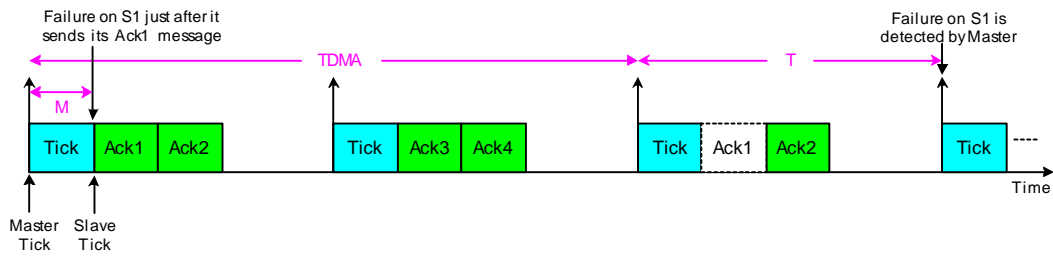 Failure on S1 just after it
sends its Ack1 message
Failure on S1 is
detected by Master
TDMA
T
M
Tick
Ack1
Ack2
Tick
Ack3
Ack4
Tick
Ack1
Ack2
Tick
Time
Master
Tick
Slave
Tick